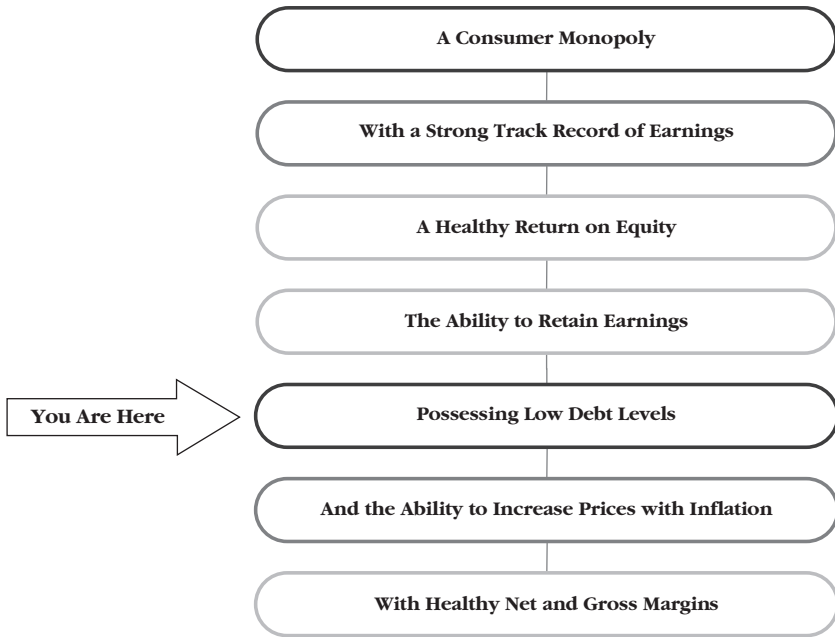 A Consumer Monopoly
With a Strong Track Record of Earnings
A Healthy Return on Equity
The Ability to Retain Earnings
You Are Here
Possessing Low Debt Levels
And the Ability to Increase Prices with Inflation
With Healthy Net and Gross Margins